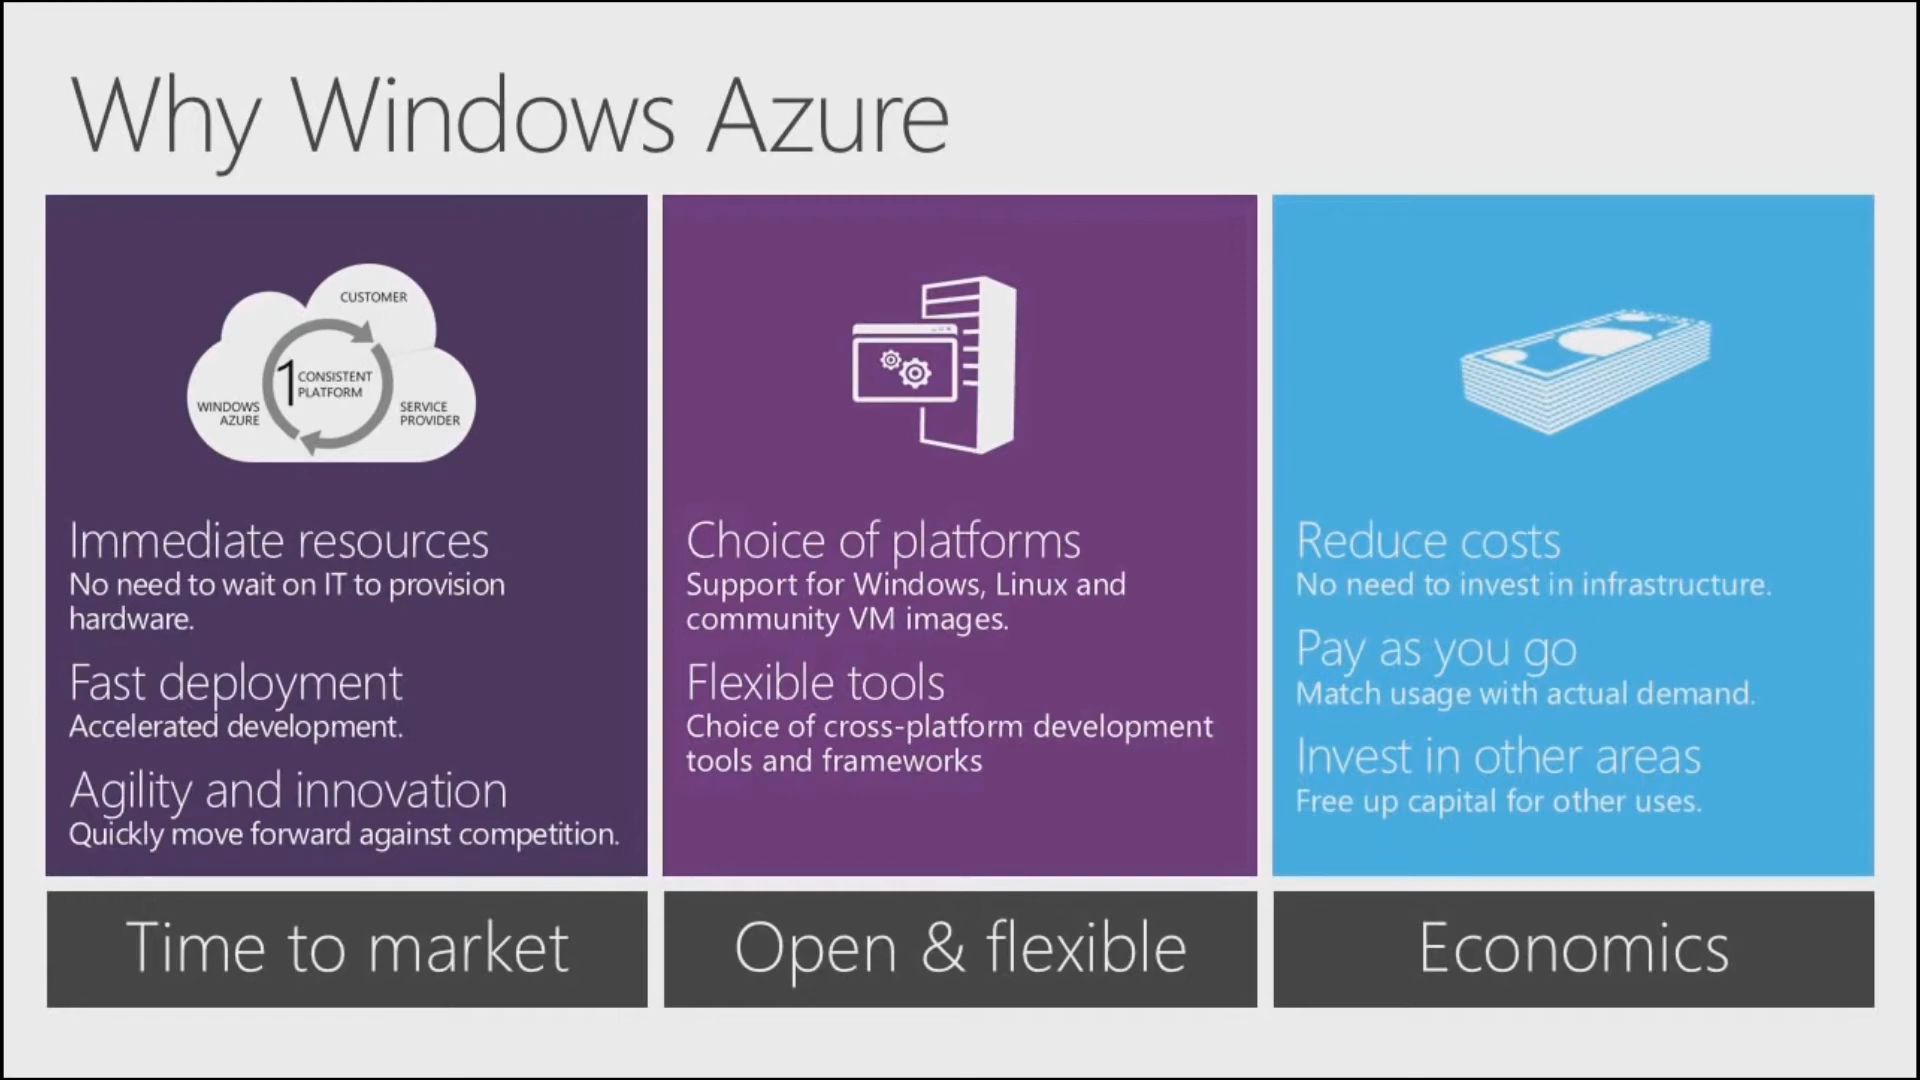 Why Windows Azure
CUSTOMER
1 CONSISTENT
PLATFORM
WINDOWS
AZURE
SERVICE
PROVIDER
Immediate resources
No need to wait on IT to provision
hardware.
Fast deployment
Accelerated development.
Agility and innovation
Quickly move forward against competition.
Time to market
Choice of platforms
Support for Windows, Linux and
community VM images.
Flexible tools
Choice of cross-platform development
tools and frameworks
Open & flexible
Reduce costs
No need to invest in infrastructure.
Pay as you go
Match usage with actual demand.
Invest in other areas
Free up capital for other uses.
Economics